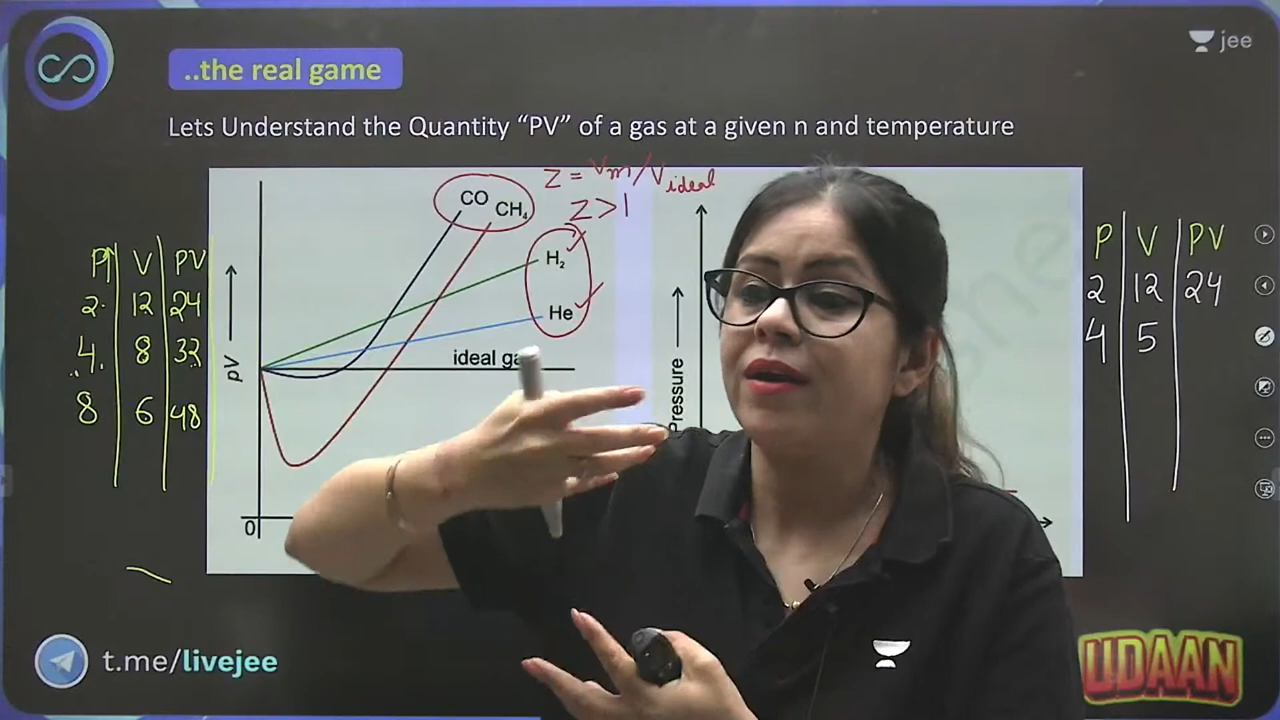 ..the real game
jee
Lets Understand the Quantity “PV” of a gas at a given n and temperature
Z = Vm/Videal
Z > 1
CO
CH₄
H₂
He
ideal ga
pV
0
Pressure
P V PV
2 12 24
4 8 32
8 6 48
P V PV
2 12 24
4 5
t.me/livejee
UDAAN